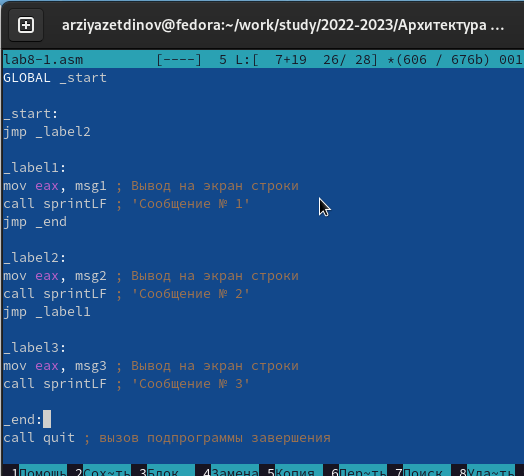 arziyazetdinov@fedora:~/work/study/2022-2023/Архитектура ...
lab8-1.asm [----] 5 L:[ 7+19 26/ 28] *(606 / 676b) 001
GLOBAL _start
_start:
jmp _label2
_label1:
mov eax, msg1 ; Вывод на экран строки
call sprintLF ; 'Сообщение № 1'
jmp _end
_label2:
mov eax, msg2 ; Вывод на экран строки
call sprintLF ; 'Сообщение № 2'
jmp _label1
_label3:
mov eax, msg3 ; Вывод на экран строки
call sprintLF ; 'Сообщение № 3'
_end:
call quit ; вызов подпрограммы завершения
1Помощь 2Сох~ть 3Блок 4Замена 5Копия 6Пер~ть 7Поиск 8Уда~ть